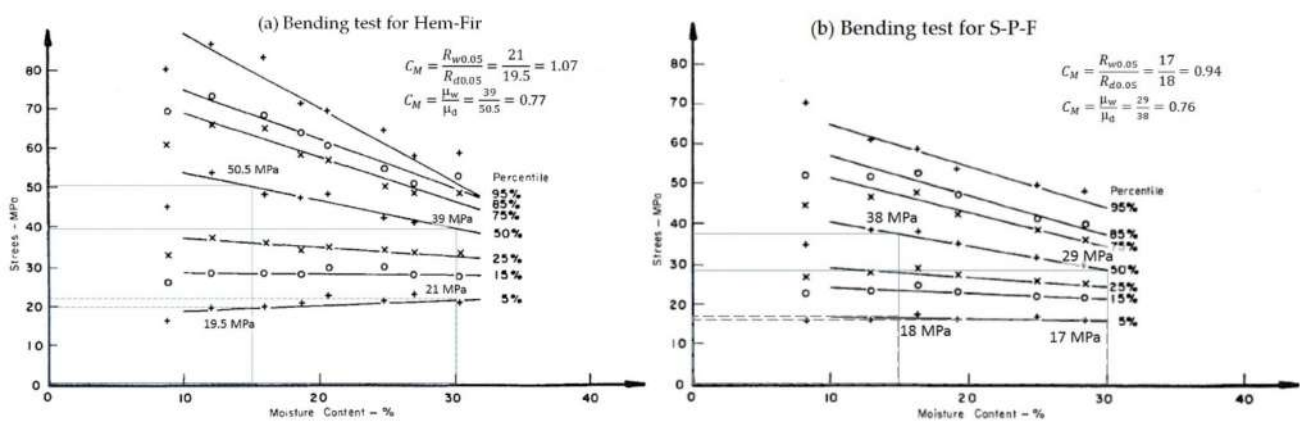 (a) Bending test for Hem-Fir
C_M = R_w0.05 / R_d0.05 = 21 / 19.5 = 1.07
C_M = μ_w / μ_d = 39 / 50.5 = 0.77
Strees – MPa
80
70
60
50
40
30
20
10
0
50.5 MPa
39 MPa
21 MPa
19.5 MPa
Percentile
95%
85%
75%
50%
25%
15%
5%
0 10 20 30 40
Moisture Content – %
(b) Bending test for S-P-F
C_M = R_w0.05 / R_d0.05 = 17 / 18 = 0.94
C_M = μ_w / μ_d = 29 / 38 = 0.76
Strees – MPa
80
70
60
50
40
30
20
10
0
38 MPa
29 MPa
18 MPa
17 MPa
Percentile
95%
85%
75%
50%
25%
15%
5%
0 10 20 30 40
Moisture Content – %